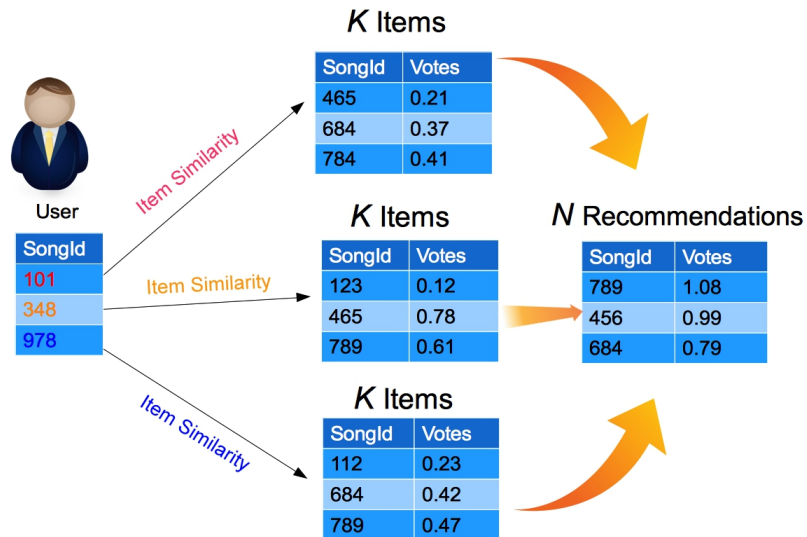 K Items
SongId Votes
465 0.21
684 0.37
784 0.41
Item Similarity
User
SongId
101
348
978
Item Similarity
K Items
SongId Votes
123 0.12
465 0.78
789 0.61
N Recommendations
SongId Votes
789 1.08
456 0.99
684 0.79
Item Similarity
K Items
SongId Votes
112 0.23
684 0.42
789 0.47